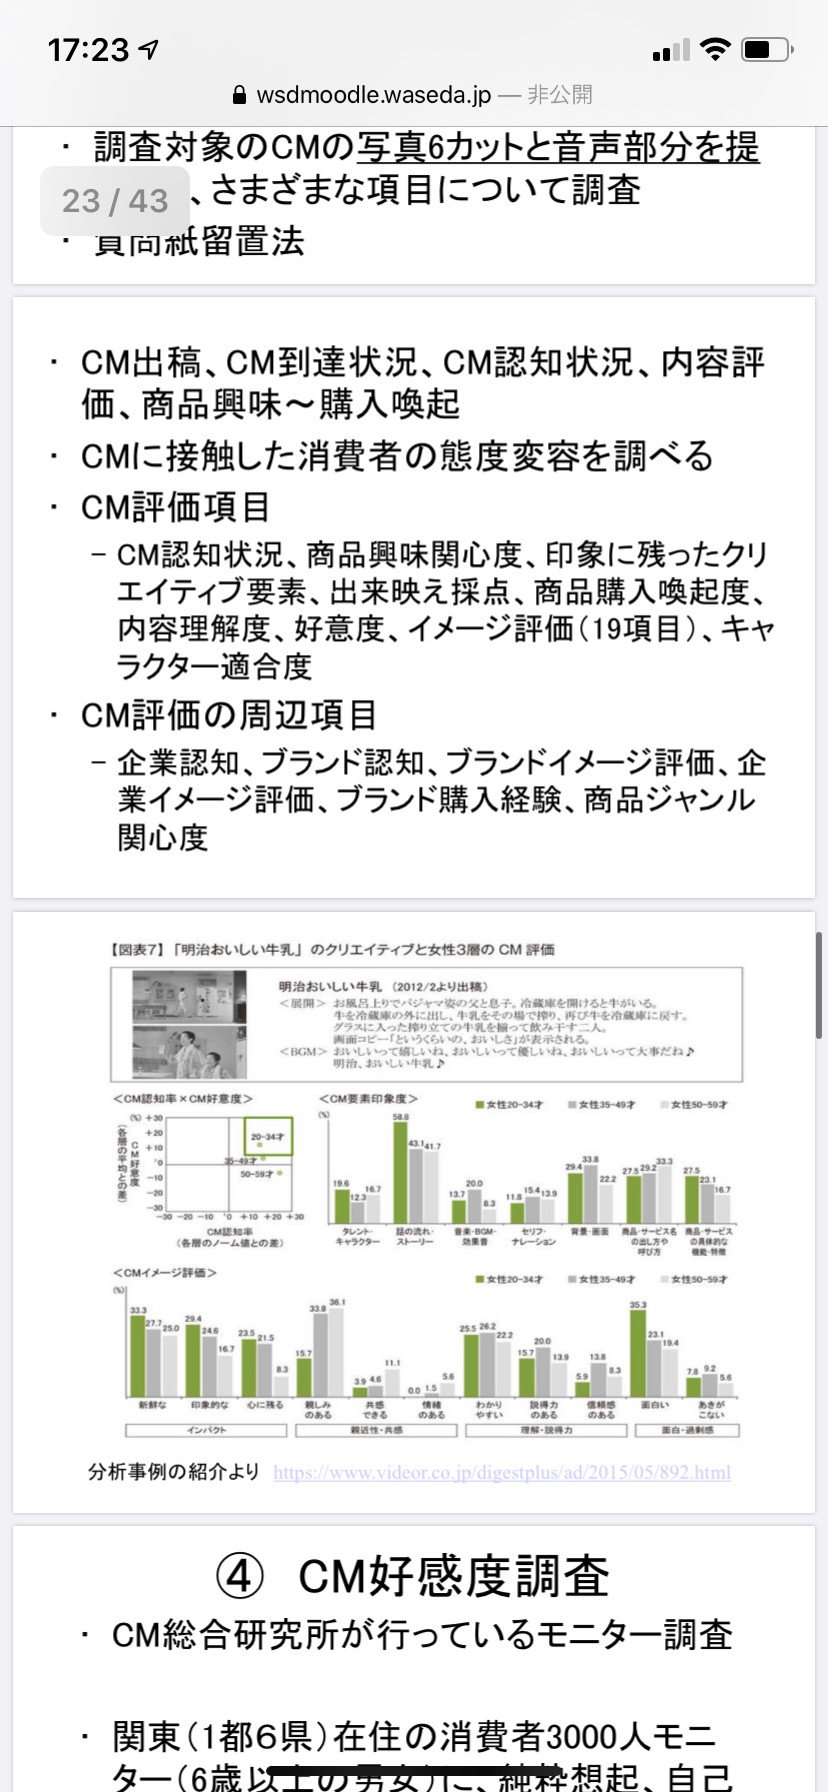 17:23
wsdmoodle.waseda.jp — 非公開
・ 調査対象のCMの写真6カットと音声部分を提
23 / 43
、さまざまな項目について調査
・ 質問紙留置法
・ CM出稿、CM到達状況、CM認知状況、内容評
価、商品興味～購入喚起
・ CMに接触した消費者の態度変容を調べる
・ CM評価項目
– CM認知状況、商品興味関心度、印象に残ったクリ
エイティブ要素、出来映え採点、商品購入喚起度、
内容理解度、好意度、イメージ評価（19項目）、キャ
ラクター適合度
・ CM評価の周辺項目
– 企業認知、ブランド認知、ブランドイメージ評価、企
業イメージ評価、ブランド購入経験、商品ジャンル
関心度
【図表7】「明治おいしい牛乳」のクリエイティブと女性3層の CM 評価
明治おいしい牛乳 （2012/2より出稿）
＜展開＞ お風呂上りでパジャマ姿の父と息子。冷蔵庫を開けると牛がいる。
牛を冷蔵庫の外に出し、牛乳をその場で搾り、再び牛を冷蔵庫に戻す。
グラスに入った搾り立ての牛乳を揃って飲み干す二人。
画面コピー「というくらいの、おいしさ」が表示される。
＜BGM＞ おいしいって嬉しいね、おいしいって優しいね、おいしいって大事だね♪
明治、おいしい牛乳♪
＜CM認知率×CM好意度＞
(%) +30
+20
+10
'0
−10
−20
−30
CM好意度
（各層の平均との差）
20−34才
35−49才
50−59才
−30 −20 −10 '0 +10 +20 +30
CM認知率
（各層のノーム値との差）
＜CM要素印象度＞
(%)
女性20−34才 女性35−49才 女性50−59才
19.6 12.3 16.7
58.8 43.1 41.7
13.7 20.0 8.3
11.8 15.4 13.9
29.4 33.8 22.2
27.5 29.2 33.3
27.5 23.1 16.7
タレント・ 話の流れ・ 音楽・BGM・ セリフ・ 背景・画面 商品・サービス名 商品・サービス
キャラクター ストーリー 効果音 ナレーション の出し方や の具体的な
呼び方 機能・特徴
＜CMイメージ評価＞
(%)
女性20−34才 女性35−49才 女性50−59才
33.3 27.7 25.0
29.4 24.6 16.7
23.5 21.5 8.3
15.7 33.8 36.1
3.9 4.6 11.1
0.0 1.5 5.6
25.5 26.2 22.2
15.7 20.0 13.9
5.9 13.8 8.3
35.3 23.1 19.4
7.8 9.2 5.6
新鮮な 印象的な 心に残る 親しみ 共感 情緒 わかり 説得力 信頼感 面白い あきが
のある できる のある やすい のある のある こない
インパクト 親近性・共感 理解・説得力 面白・過剰感
分析事例の紹介より https://www.videor.co.jp/digestplus/ad/2015/05/892.html
④ CM好感度調査
・ CM総合研究所が行っているモニター調査
・ 関東（1都6県）在住の消費者3000人モニ
ター（6歳以上の男女）に、純粋想起、自己